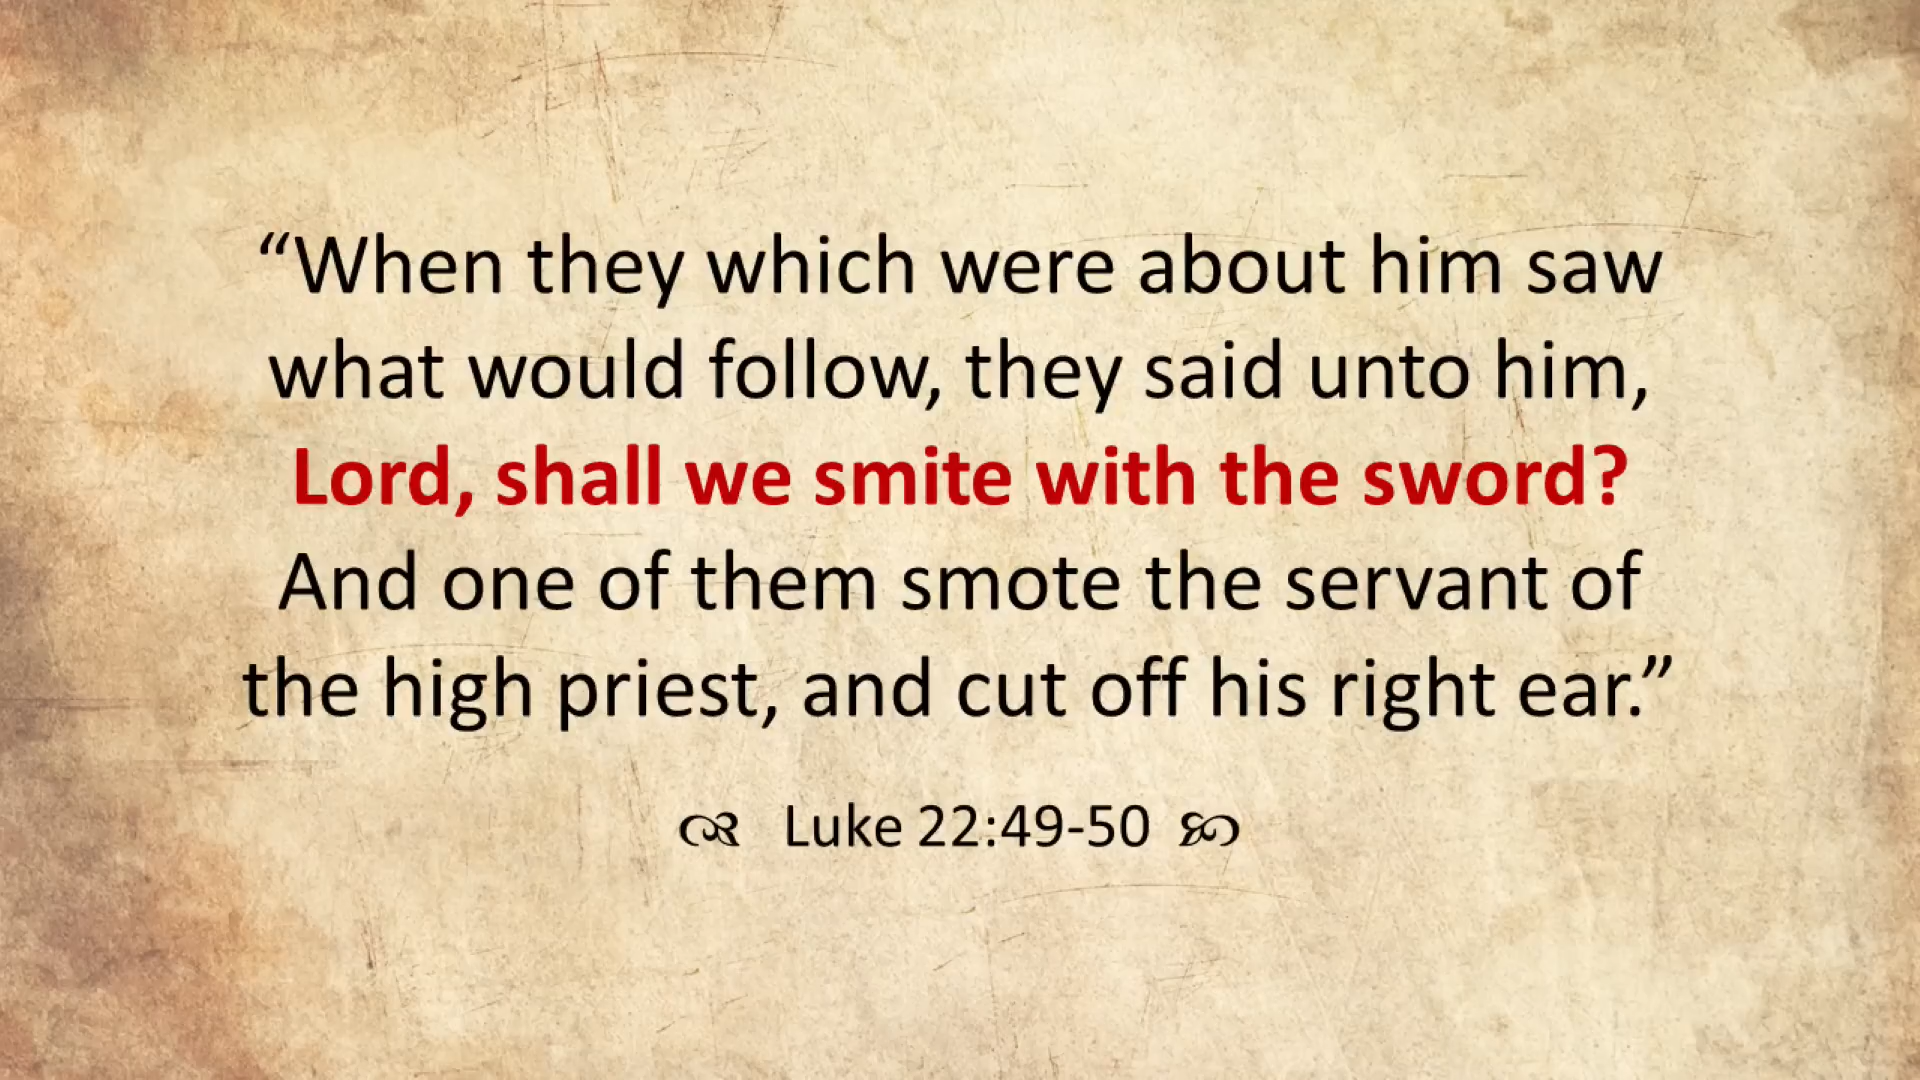 “When they which were about him saw
what would follow, they said unto him,
Lord, shall we smite with the sword?
And one of them smote the servant of
the high priest, and cut off his right ear.”
Luke 22:49-50